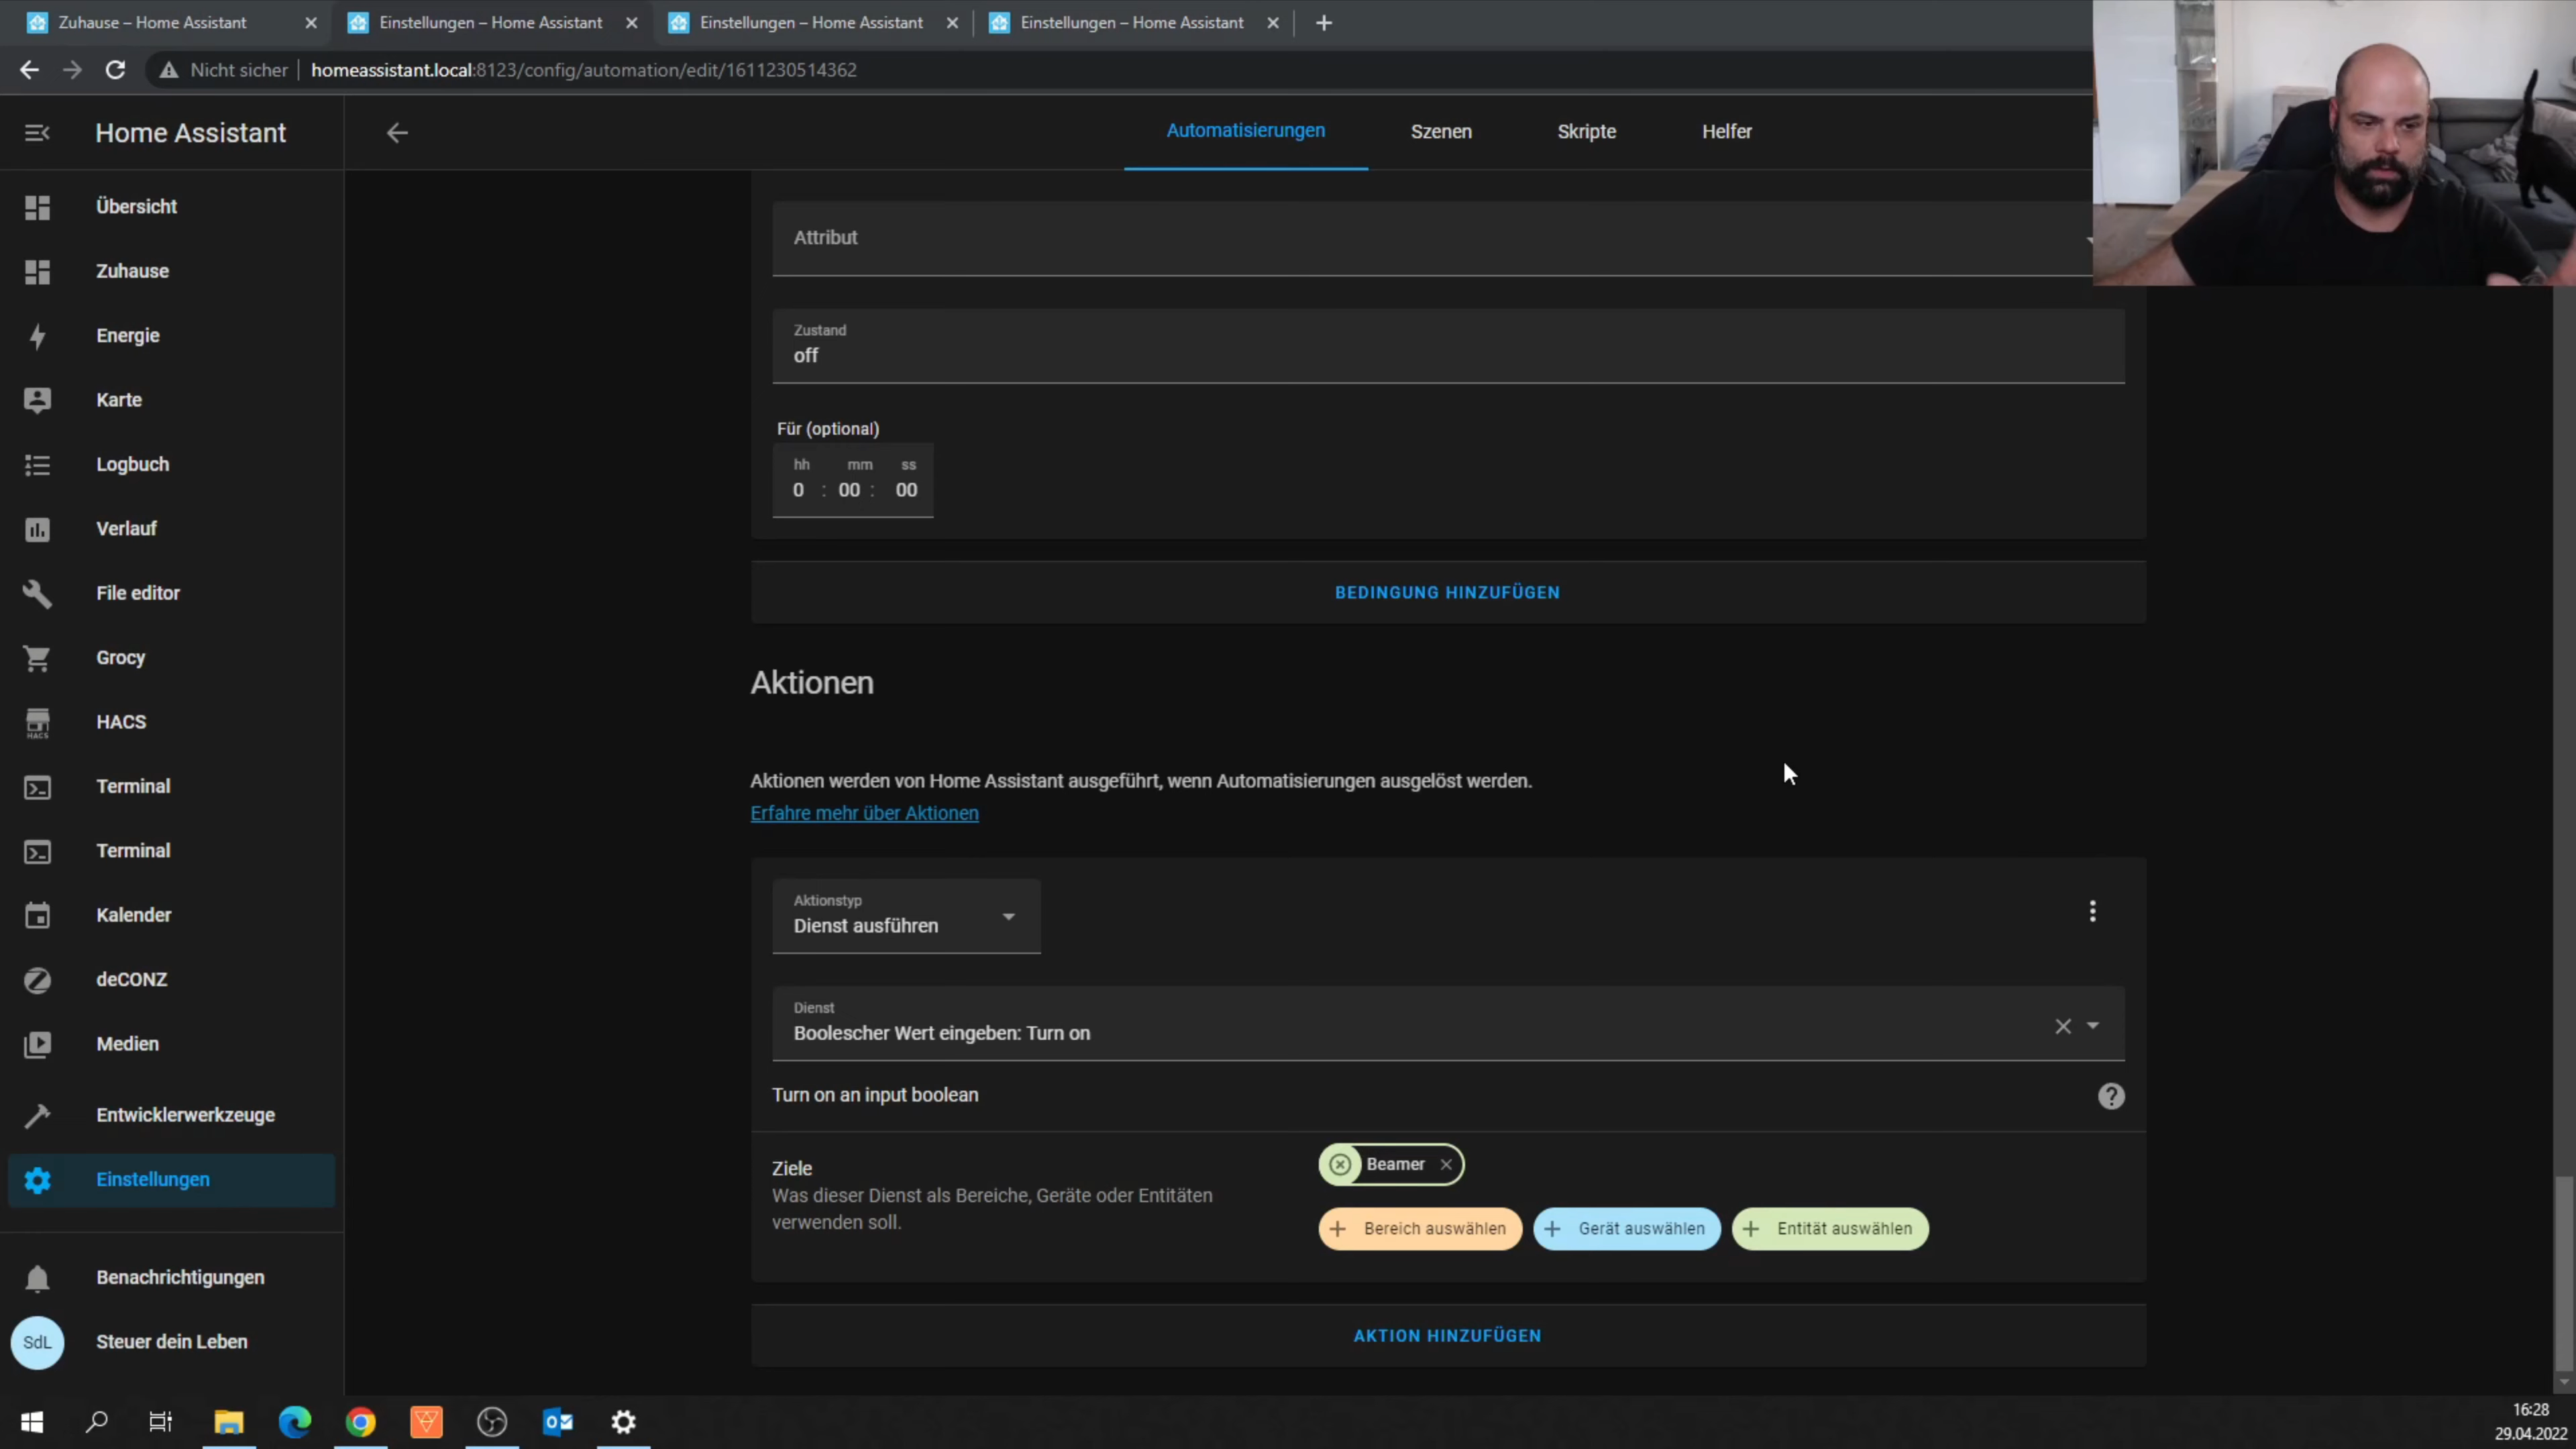 Zuhause – Home Assistant
Einstellungen – Home Assistant
Einstellungen – Home Assistant
Einstellungen – Home Assistant
Nicht sicher
homeassistant.local:8123/config/automation/edit/1611230514362
Home Assistant
Automatisierungen
Szenen
Skripte
Helfer
Übersicht
Zuhause
Energie
Karte
Logbuch
Verlauf
File editor
Grocy
HACS
HACS
Terminal
Terminal
Kalender
deCONZ
Medien
Entwicklerwerkzeuge
Einstellungen
Benachrichtigungen
SdL
Steuer dein Leben
Attribut
Zustand
off
Für (optional)
hh mm ss
0 : 00 : 00
BEDINGUNG HINZUFÜGEN
Aktionen
Aktionen werden von Home Assistant ausgeführt, wenn Automatisierungen ausgelöst werden.
Erfahre mehr über Aktionen
Aktionstyp
Dienst ausführen
Dienst
Boolescher Wert eingeben: Turn on
Turn on an input boolean
Ziele
Was dieser Dienst als Bereiche, Geräte oder Entitäten
verwenden soll.
Beamer
Bereich auswählen
Gerät auswählen
Entität auswählen
AKTION HINZUFÜGEN
16:28
29.04.2022